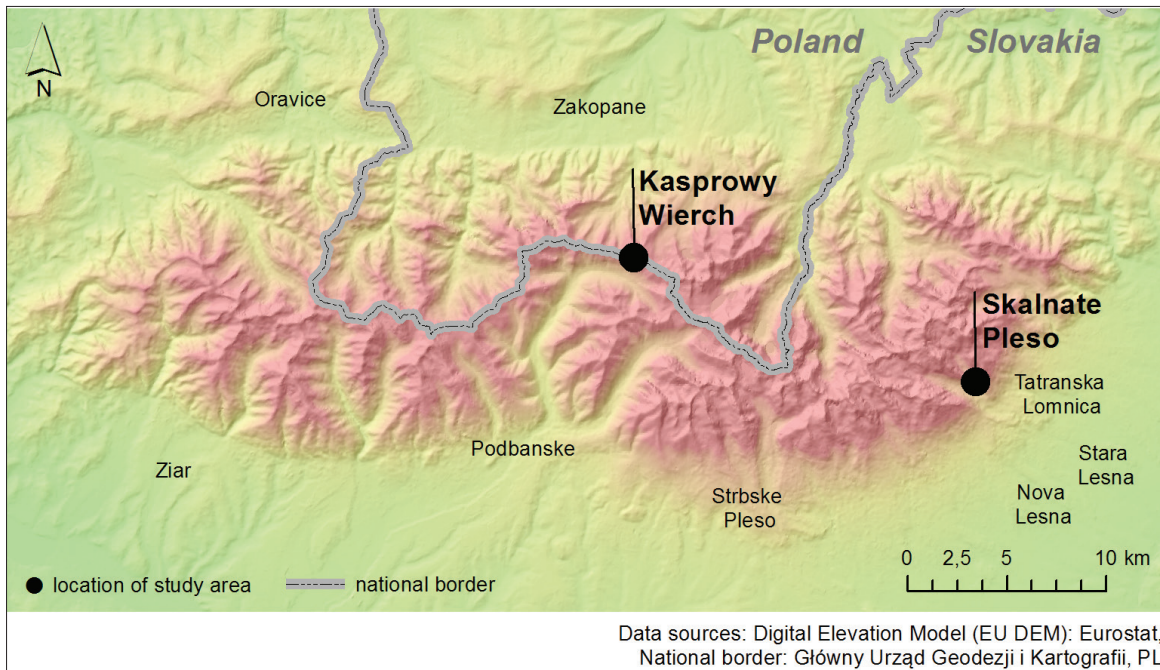 Poland
Slovakia
N
Oravice
Zakopane
Kasprowy
Wierch
Skalnate
Pleso
Tatranska
Lomnica
Podbanske
Ziar
Stara
Lesna
Strbske
Pleso
Nova
Lesna
0 2,5 5 10 km
location of study area
national border
Data sources: Digital Elevation Model (EU DEM): Eurostat,
National border: Główny Urząd Geodezji i Kartografii, PL